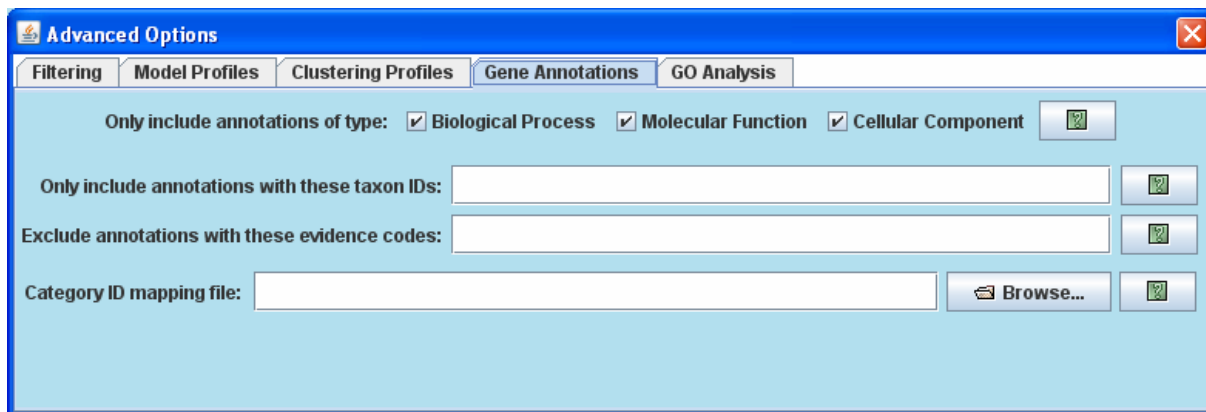 Advanced Options
Filtering Model Profiles Clustering Profiles Gene Annotations GO Analysis
Only include annotations of type: Biological Process Molecular Function Cellular Component
Only include annotations with these taxon IDs:
Exclude annotations with these evidence codes:
Category ID mapping file: Browse...